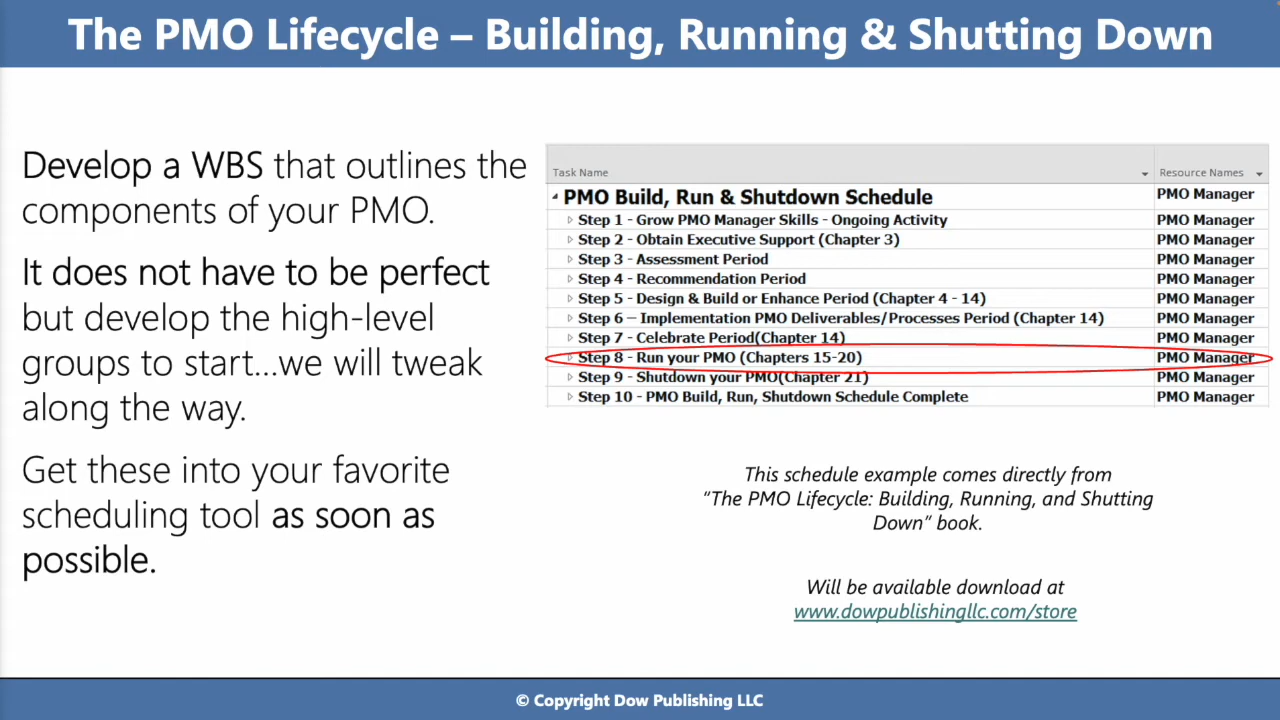 The PMO Lifecycle – Building, Running & Shutting Down
Develop a WBS that outlines the
components of your PMO.
It does not have to be perfect
but develop the high-level
groups to start...we will tweak
along the way.
Get these into your favorite
scheduling tool as soon as
possible.
Task Name Resource Names
PMO Build, Run & Shutdown Schedule PMO Manager
Step 1 - Grow PMO Manager Skills - Ongoing Activity PMO Manager
Step 2 - Obtain Executive Support (Chapter 3) PMO Manager
Step 3 - Assessment Period PMO Manager
Step 4 - Recommendation Period PMO Manager
Step 5 - Design & Build or Enhance Period (Chapter 4 - 14) PMO Manager
Step 6 – Implementation PMO Deliverables/Processes Period (Chapter 14) PMO Manager
Step 7 - Celebrate Period(Chapter 14) PMO Manager
Step 8 - Run your PMO (Chapters 15-20) PMO Manager
Step 9 - Shutdown your PMO(Chapter 21) PMO Manager
Step 10 - PMO Build, Run, Shutdown Schedule Complete PMO Manager
This schedule example comes directly from
"The PMO Lifecycle: Building, Running, and Shutting
Down" book.
Will be available download at
www.dowpublishingllc.com/store
© Copyright Dow Publishing LLC